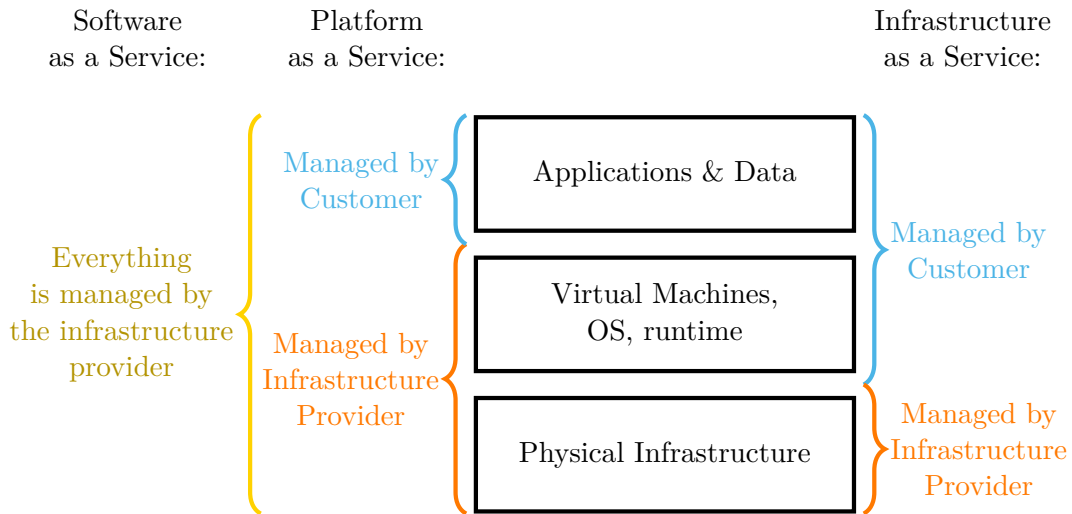 Software
as a Service:
Platform
as a Service:
Infrastructure
as a Service:
Everything
is managed by
the infrastructure
provider
Managed by
Customer
Managed by
Infrastructure
Provider
Applications & Data
Virtual Machines,
OS, runtime
Physical Infrastructure
Managed by
Customer
Managed by
Infrastructure
Provider